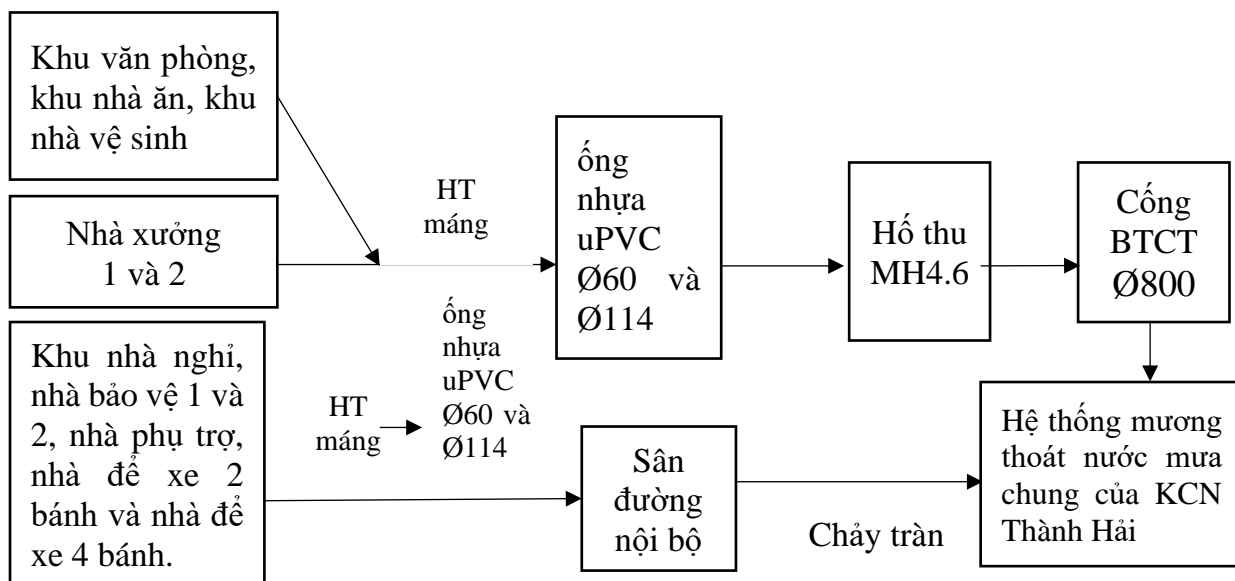 Khu văn phòng,
khu nhà ăn, khu
nhà vệ sinh
Nhà xưởng
1 và 2
HT
máng
ống
nhựa
uPVC
Ø60 và
Ø114
Hố thu
MH4.6
Cống
BTCT
Ø800
Khu nhà nghỉ,
nhà bảo vệ 1 và
2, nhà phụ trợ,
nhà để xe 2
bánh và nhà để
xe 4 bánh.
HT
máng
ống
nhựa
uPVC
Ø60 và
Ø114
Sân
đường
nội bộ
Chảy tràn
Hệ thống mương
thoát nước mưa
chung của KCN
Thành Hải